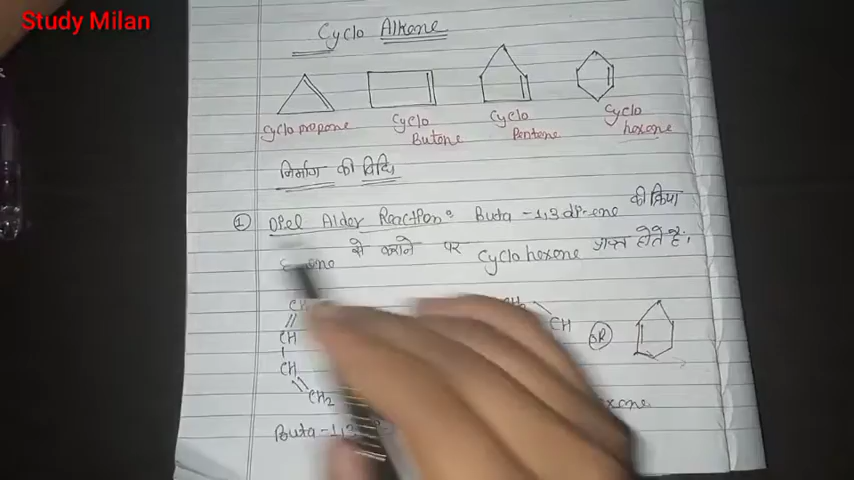 Study Milan
Cyclo Alkene
Cyclo propene
Cyclo Butene
Cyclo Pentene
Cyclo hexene
निर्माण की विधि
① Diel Alder Reaction: Buta -1,3 di-ene की क्रिया
से कराने पर Cyclo hexene प्राप्त होते है।
CH
CH
CH
CH2
CH
OR
Buta -1,3